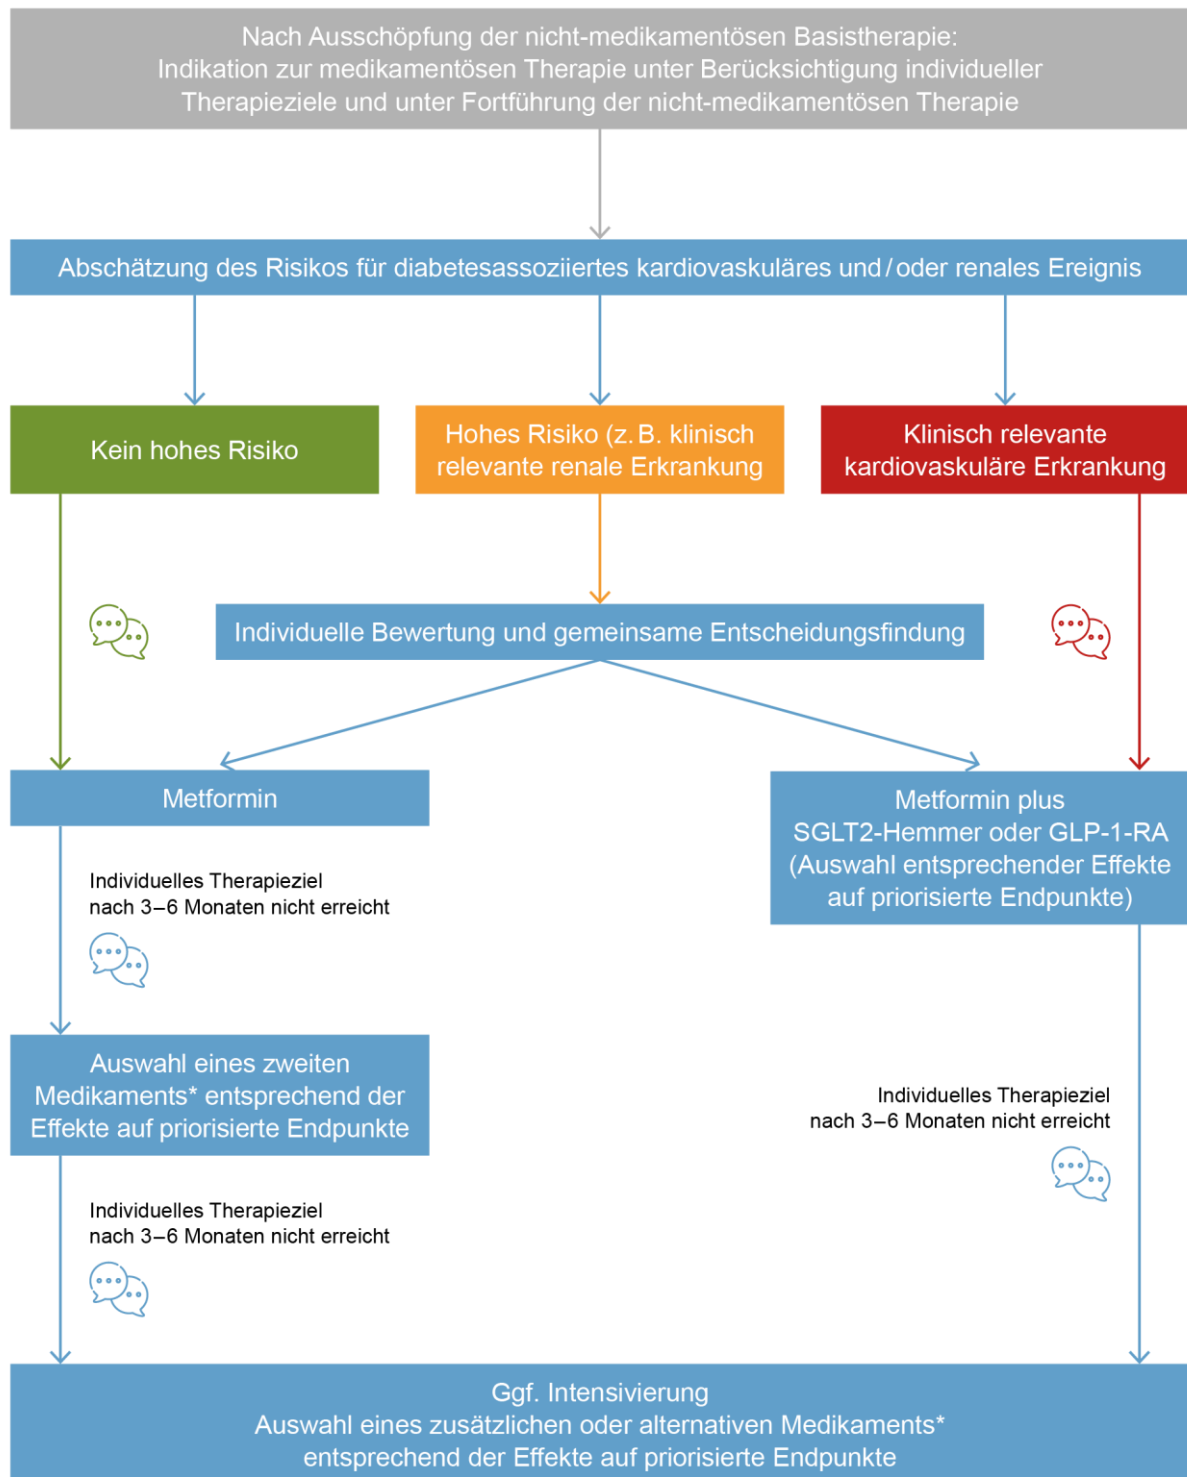 Nach Ausschöpfung der nicht-medikamentösen Basistherapie:
Indikation zur medikamentösen Therapie unter Berücksichtigung individueller
Therapieziele und unter Fortführung der nicht-medikamentösen Therapie
Abschätzung des Risikos für diabetesassoziiertes kardiovaskuläres und/oder renales Ereignis
Kein hohes Risiko
Hohes Risiko (z. B. klinisch
relevante renale Erkrankung
Klinisch relevante
kardiovaskuläre Erkrankung
Individuelle Bewertung und gemeinsame Entscheidungsfindung
Metformin
Metformin plus
SGLT2-Hemmer oder GLP-1-RA
(Auswahl entsprechender Effekte
auf priorisierte Endpunkte)
Individuelles Therapieziel
nach 3–6 Monaten nicht erreicht
Auswahl eines zweiten
Medikaments* entsprechend der
Effekte auf priorisierte Endpunkte
Individuelles Therapieziel
nach 3–6 Monaten nicht erreicht
Individuelles Therapieziel
nach 3–6 Monaten nicht erreicht
Ggf. Intensivierung
Auswahl eines zusätzlichen oder alternativen Medikaments*
entsprechend der Effekte auf priorisierte Endpunkte